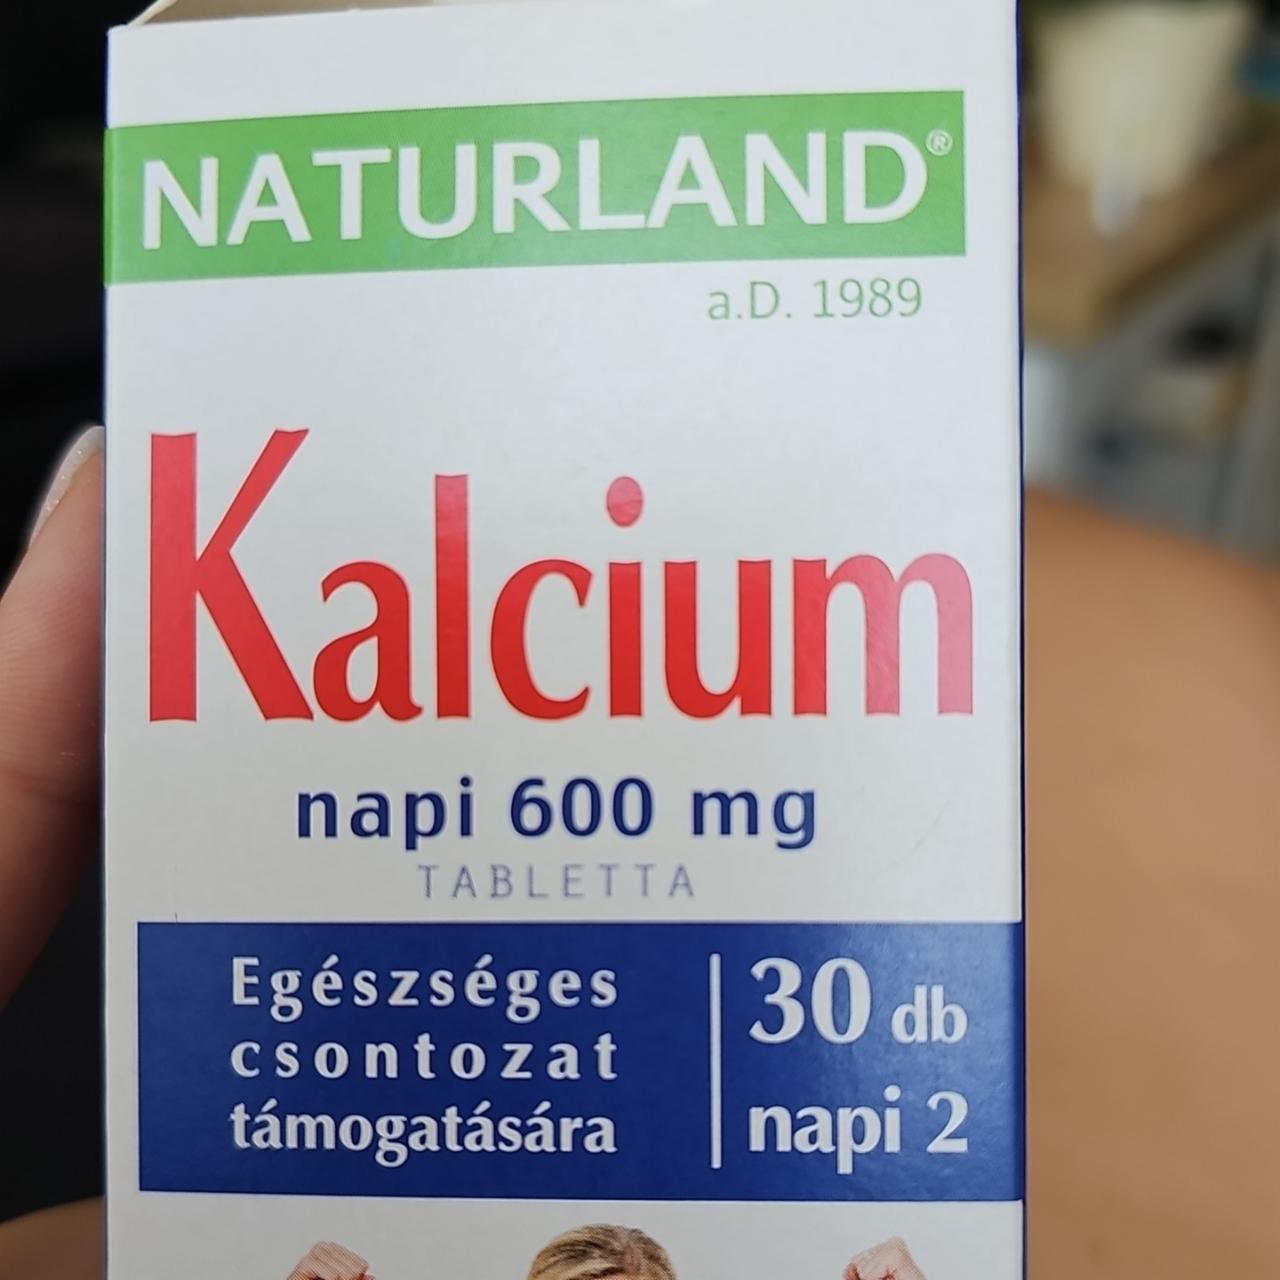 NATURLAND®
a.D. 1989
Kalcium
napi 600 mg
TABLETTA
Egészséges
csontozat
támogatására
30 db
napi 2